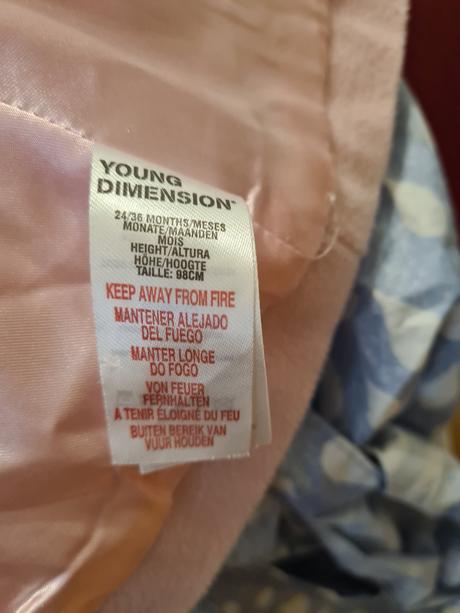 YOUNG
DIMENSION™
24/36 MONTHS/MESES
MONATE/MAANDEN
MOIS
HEIGHT/ALTURA
HÖHE/HOOGTE
TAILLE: 98CM
KEEP AWAY FROM FIRE
MANTENER ALEJADO
DEL FUEGO
MANTER LONGE
DO FOGO
VON FEUER
FERNHALTEN
A TENIR ÉLOIGNÉ DU FEU
BUITEN BEREIK VAN
VUUR HOUDEN